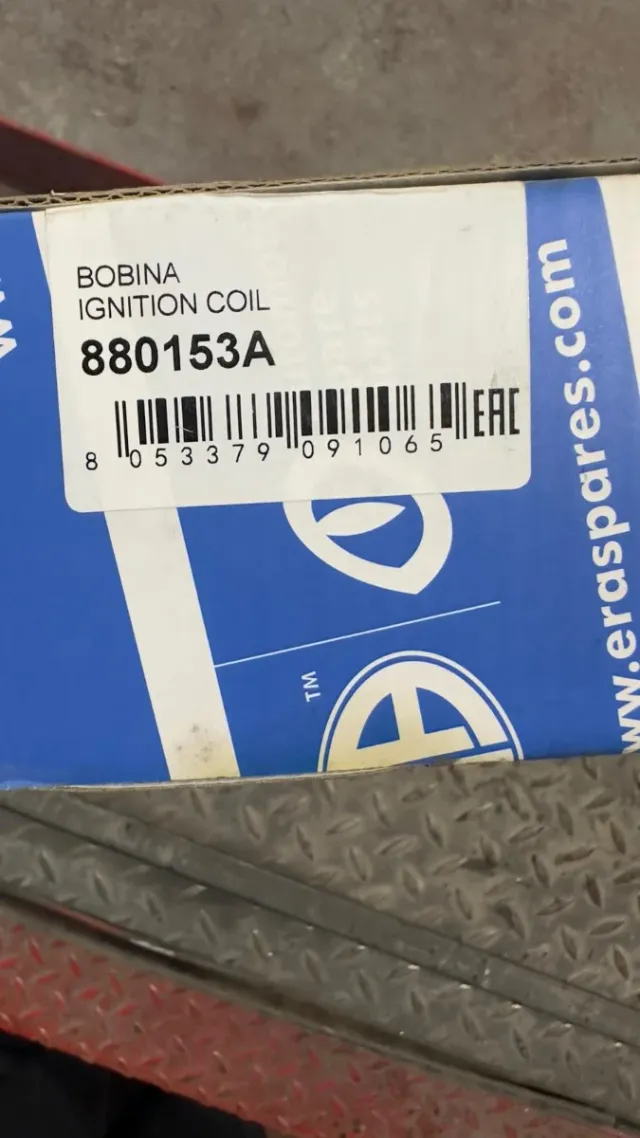 BOBINA
IGNITION COIL
880153A
8 053379 091065
EAC
www.eraspares.com
TM